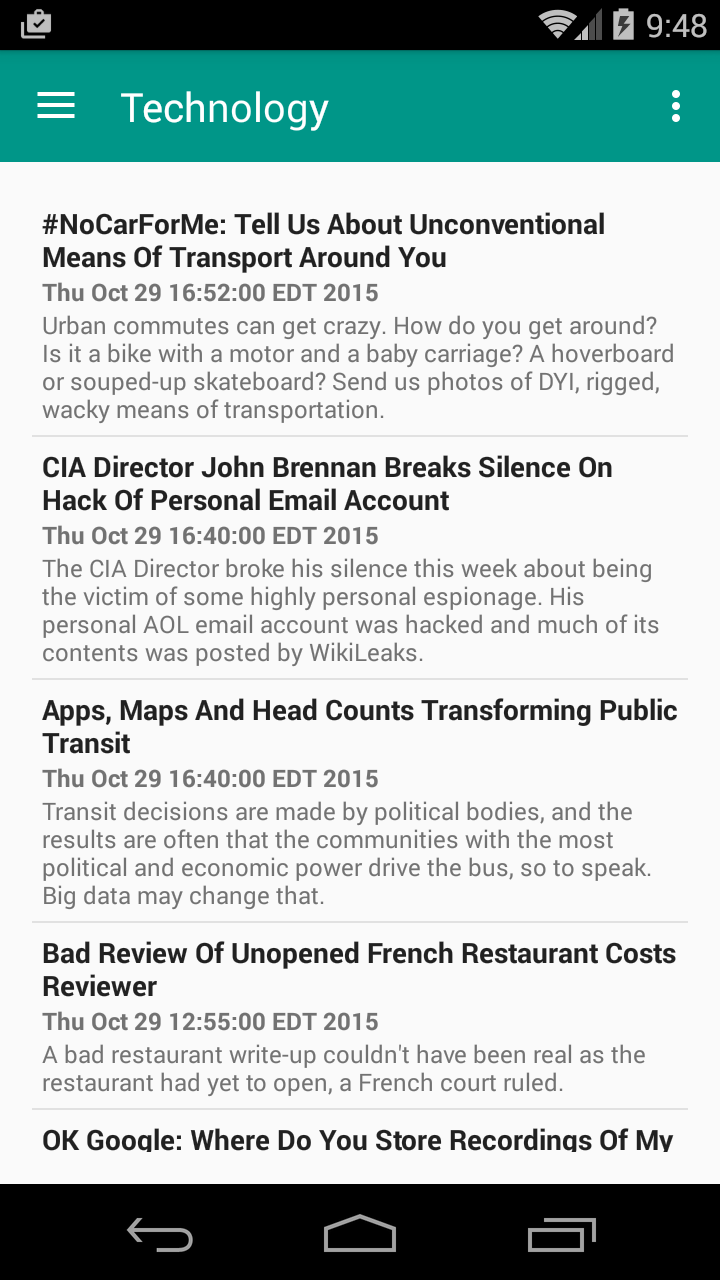 9:48
Technology
#NoCarForMe: Tell Us About Unconventional
Means Of Transport Around You
Thu Oct 29 16:52:00 EDT 2015
Urban commutes can get crazy. How do you get around?
Is it a bike with a motor and a baby carriage? A hoverboard
or souped-up skateboard? Send us photos of DYI, rigged,
wacky means of transportation.
CIA Director John Brennan Breaks Silence On
Hack Of Personal Email Account
Thu Oct 29 16:40:00 EDT 2015
The CIA Director broke his silence this week about being
the victim of some highly personal espionage. His
personal AOL email account was hacked and much of its
contents was posted by WikiLeaks.
Apps, Maps And Head Counts Transforming Public
Transit
Thu Oct 29 16:40:00 EDT 2015
Transit decisions are made by political bodies, and the
results are often that the communities with the most
political and economic power drive the bus, so to speak.
Big data may change that.
Bad Review Of Unopened French Restaurant Costs
Reviewer
Thu Oct 29 12:55:00 EDT 2015
A bad restaurant write-up couldn't have been real as the
restaurant had yet to open, a French court ruled.
OK Google: Where Do You Store Recordings Of My